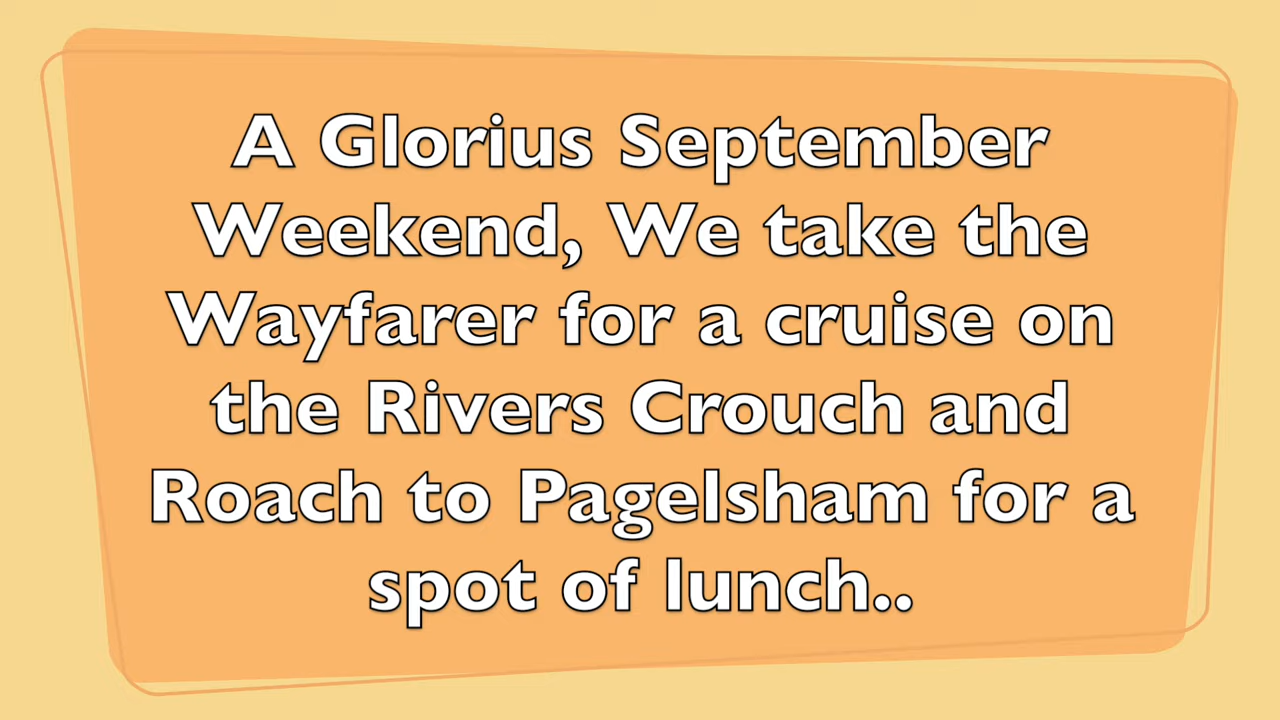 A Glorius September
Weekend, We take the
Wayfarer for a cruise on
the Rivers Crouch and
Roach to Pagelsham for a
spot of lunch..